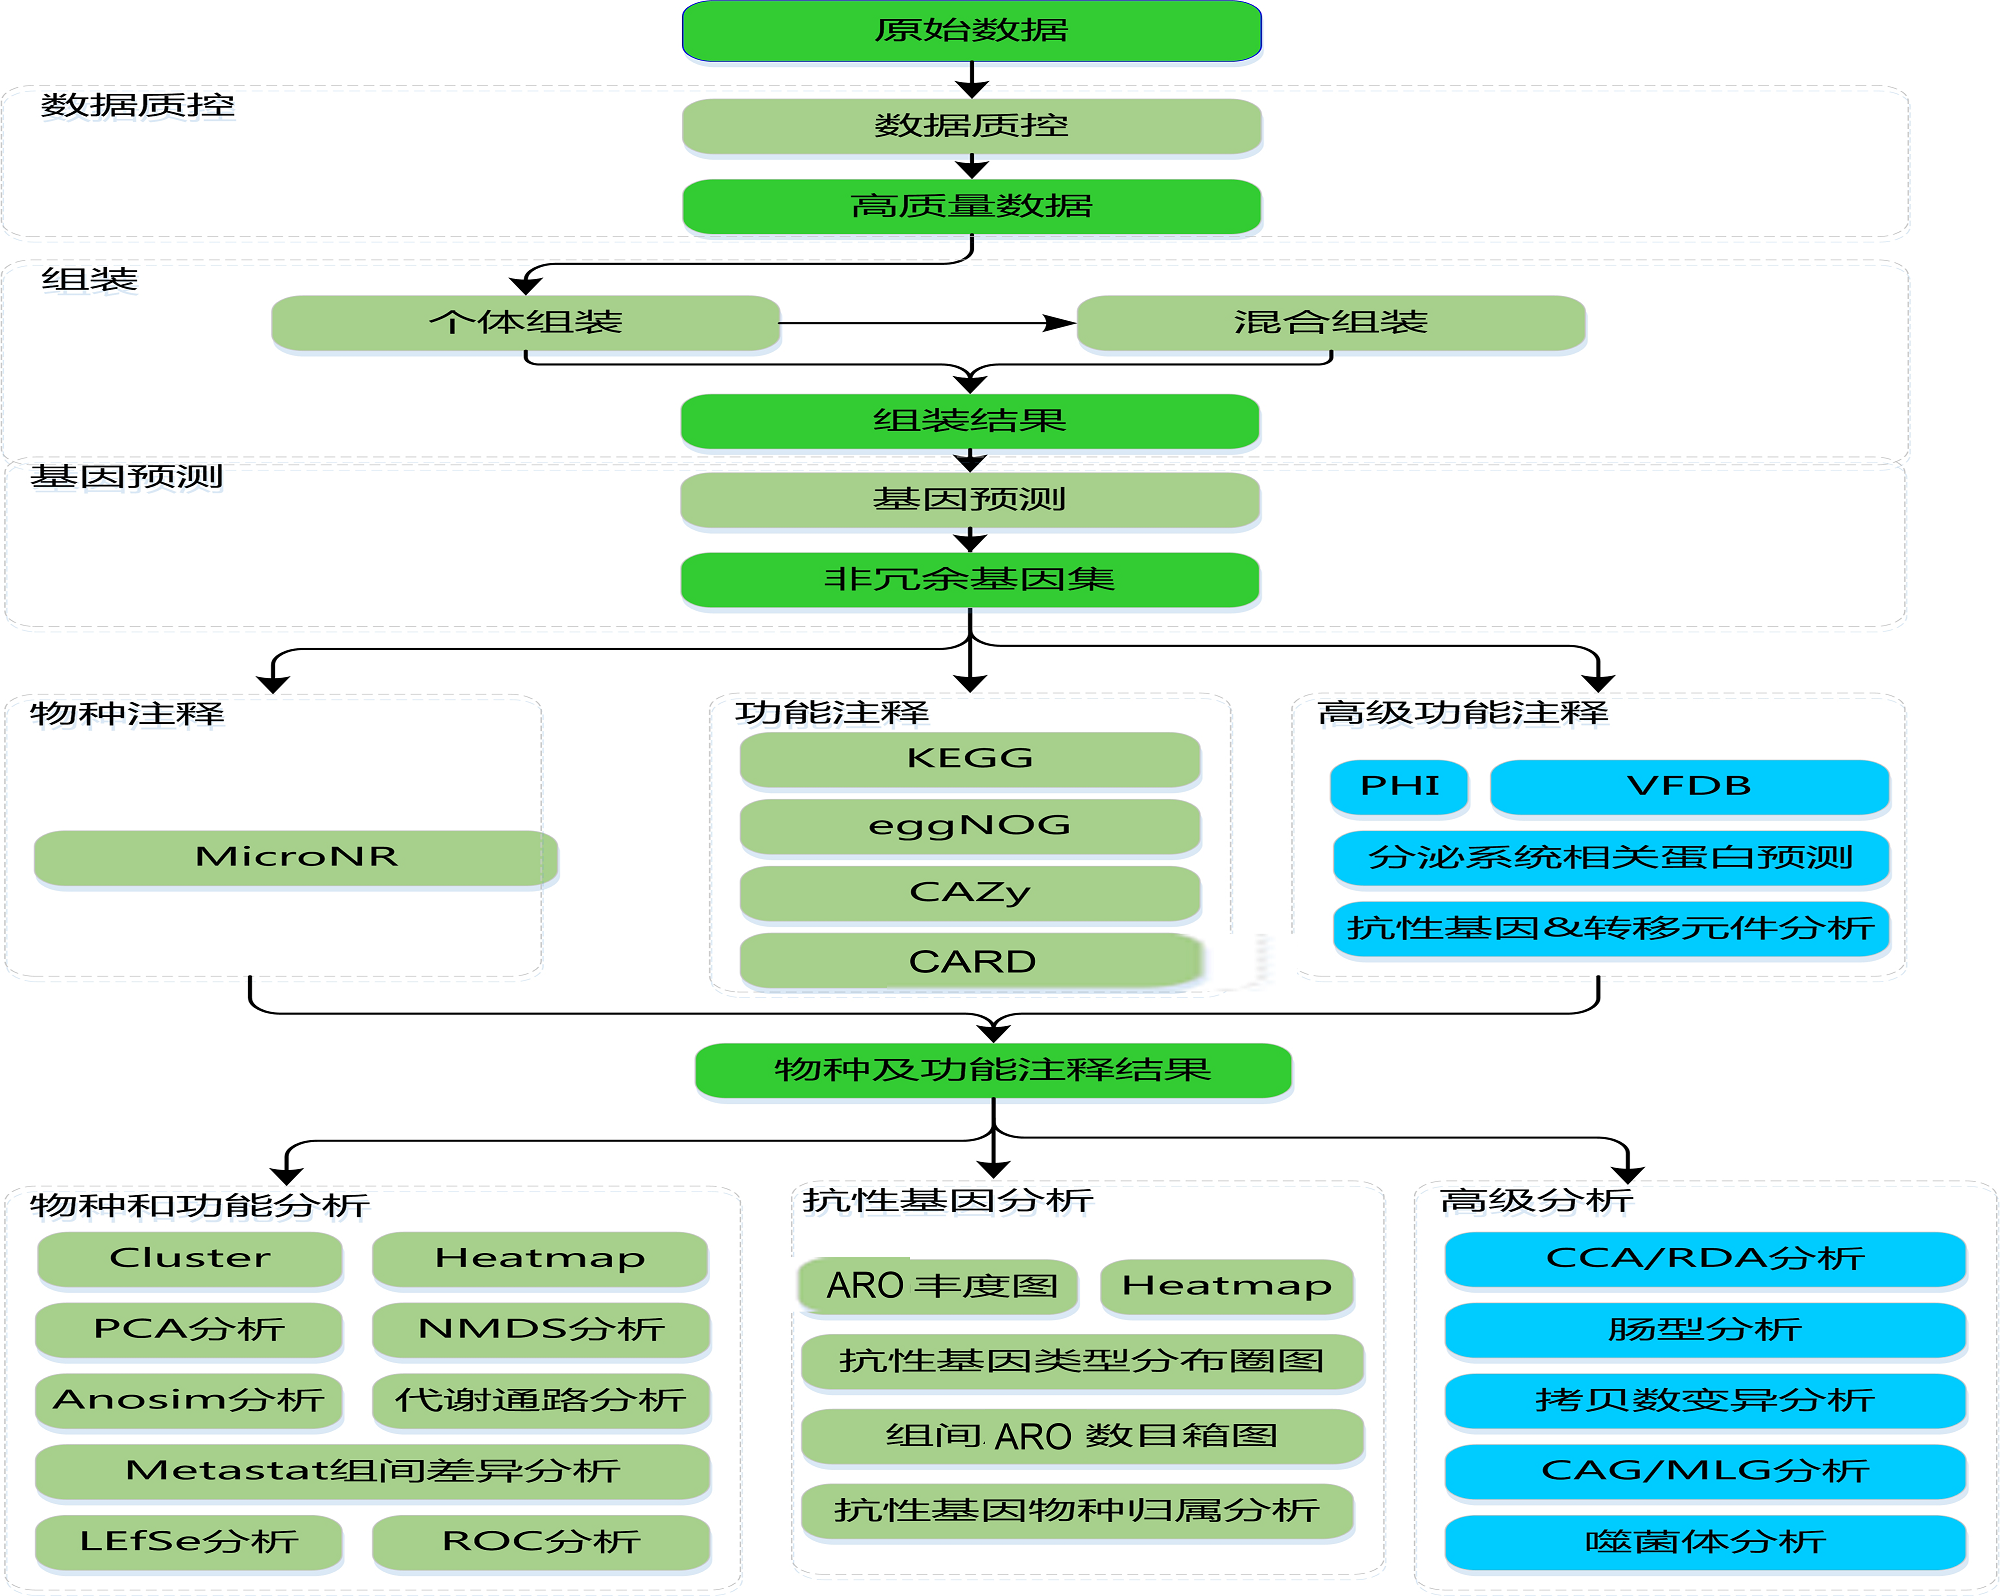 原始数据
数据质控
数据质控
高质量数据
组装
个体组装
混合组装
组装结果
基因预测
基因预测
非冗余基因集
物种注释
MicroNR
功能注释
KEGG
eggNOG
CAZy
CARD
高级功能注释
PHI
VFDB
分泌系统相关蛋白预测
抗性基因&转移元件分析
物种及功能注释结果
物种和功能分析
Cluster
Heatmap
PCA分析
NMDS分析
Anosim分析
代谢通路分析
Metastat组间差异分析
LEfSe分析
ROC分析
抗性基因分析
ARO 丰度图
Heatmap
抗性基因类型分布圈图
组间 ARO 数目箱图
抗性基因物种归属分析
高级分析
CCA/RDA分析
肠型分析
拷贝数变异分析
CAG/MLG分析
噬菌体分析